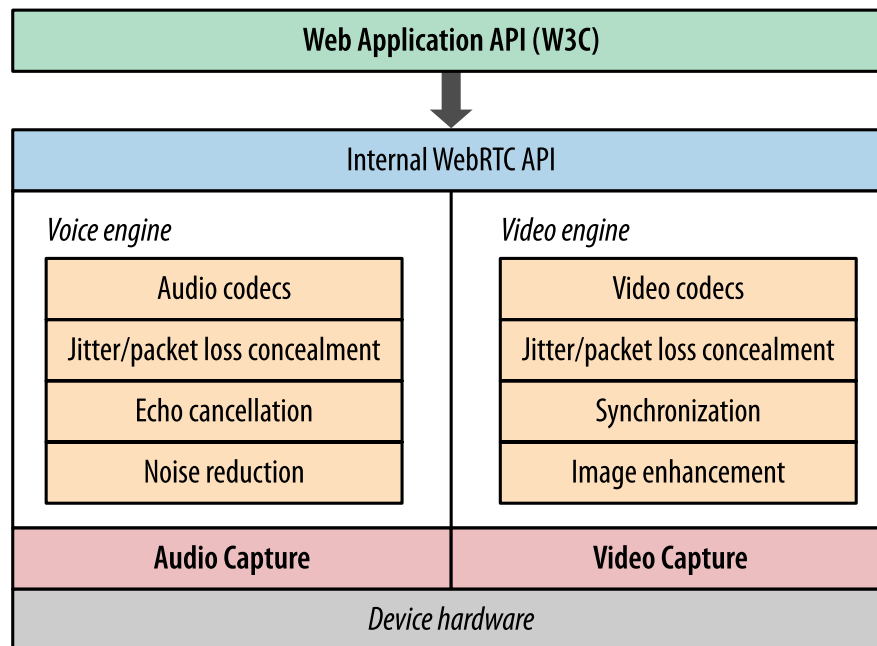 Web Application API (W3C)
Internal WebRTC API
Voice engine
Audio codecs
Jitter/packet loss concealment
Echo cancellation
Noise reduction
Video engine
Video codecs
Jitter/packet loss concealment
Synchronization
Image enhancement
Audio Capture
Video Capture
Device hardware